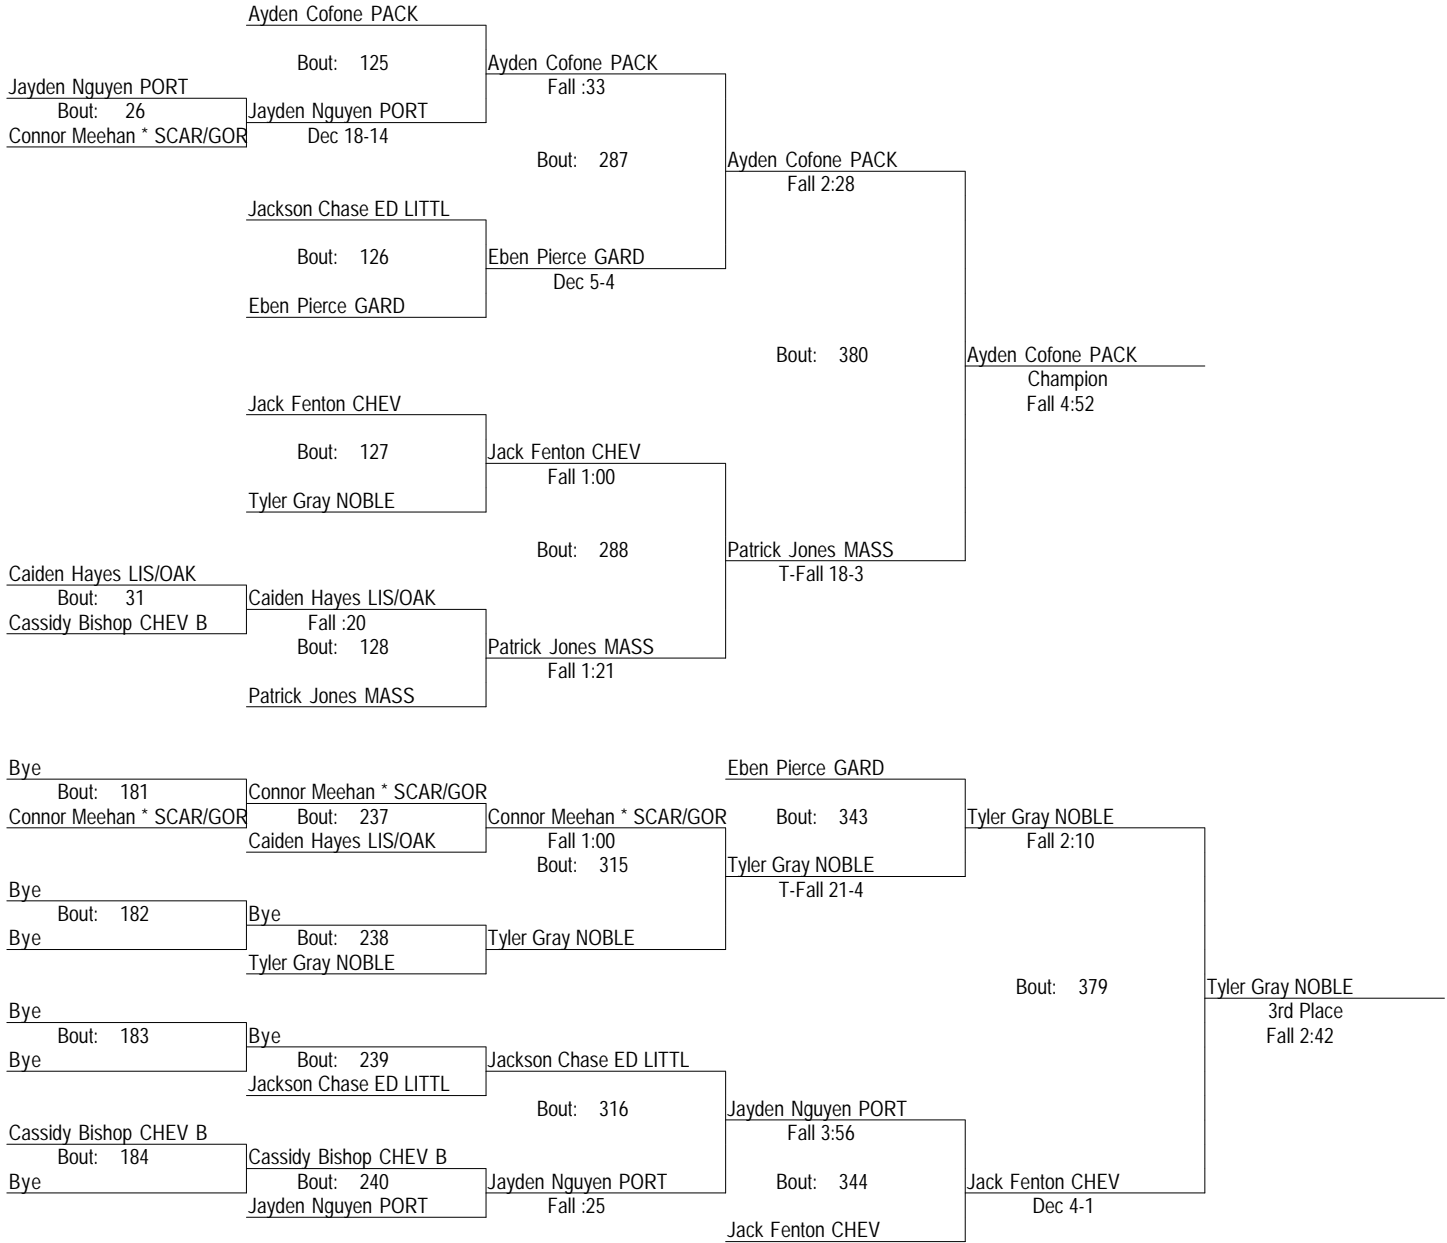 Ayden Cofone PACK
Bout: 125
Ayden Cofone PACK
Jayden Nguyen PORT
Fall :33
Bout: 26
Jayden Nguyen PORT
Connor Meehan * SCAR/GOR
Dec 18-14
Bout: 287
Ayden Cofone PACK
Fall 2:28
Jackson Chase ED LITTL
Bout: 126
Eben Pierce GARD
Dec 5-4
Eben Pierce GARD
Bout: 380
Ayden Cofone PACK
Champion
Fall 4:52
Jack Fenton CHEV
Bout: 127
Jack Fenton CHEV
Fall 1:00
Tyler Gray NOBLE
Bout: 288
Patrick Jones MASS
T-Fall 18-3
Caiden Hayes LIS/OAK
Bout: 31
Caiden Hayes LIS/OAK
Cassidy Bishop CHEV B
Fall :20
Bout: 128
Patrick Jones MASS
Fall 1:21
Patrick Jones MASS
Bye
Eben Pierce GARD
Bout: 181
Connor Meehan * SCAR/GOR
Connor Meehan * SCAR/GOR
Bout: 237
Connor Meehan * SCAR/GOR
Bout: 343
Tyler Gray NOBLE
Caiden Hayes LIS/OAK
Fall 1:00
Fall 2:10
Bout: 315
Tyler Gray NOBLE
T-Fall 21-4
Bye
Bout: 182
Bye
Bye
Bout: 238
Tyler Gray NOBLE
Tyler Gray NOBLE
Bout: 379
Tyler Gray NOBLE
3rd Place
Fall 2:42
Bye
Bout: 183
Bye
Bye
Bout: 239
Jackson Chase ED LITTL
Jackson Chase ED LITTL
Bout: 316
Jayden Nguyen PORT
Fall 3:56
Cassidy Bishop CHEV B
Bout: 184
Cassidy Bishop CHEV B
Bye
Bout: 240
Jayden Nguyen PORT
Bout: 344
Jack Fenton CHEV
Jayden Nguyen PORT
Fall :25
Dec 4-1
Jack Fenton CHEV